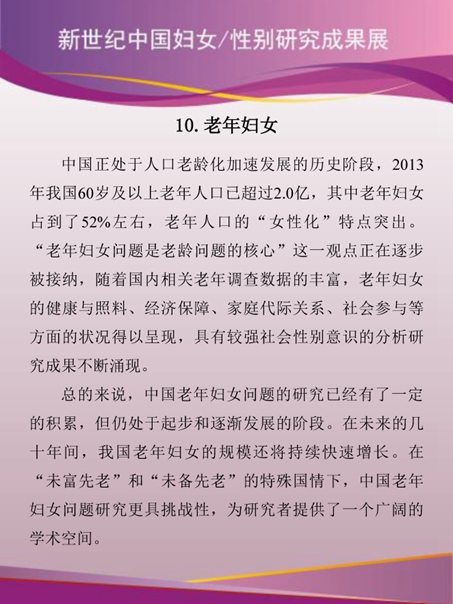 新世纪中国妇女/性别研究成果展
10.老年妇女
中国正处于人口老龄化加速发展的历史阶段，2013
年我国60岁及以上老年人口已超过2.0亿，其中老年妇女
占到了52%左右，老年人口的“女性化”特点突出。
“老年妇女问题是老龄问题的核心”这一观点正在逐步
被接纳，随着国内相关老年调查数据的丰富，老年妇女
的健康与照料、经济保障、家庭代际关系、社会参与等
方面的状况得以呈现，具有较强社会性别意识的分析研
究成果不断涌现。
总的来说，中国老年妇女问题的研究已经有了一定
的积累，但仍处于起步和逐渐发展的阶段。在未来的几
十年间，我国老年妇女的规模还将持续快速增长。在
“未富先老”和“未备先老”的特殊国情下，中国老年
妇女问题研究更具挑战性，为研究者提供了一个广阔的
学术空间。